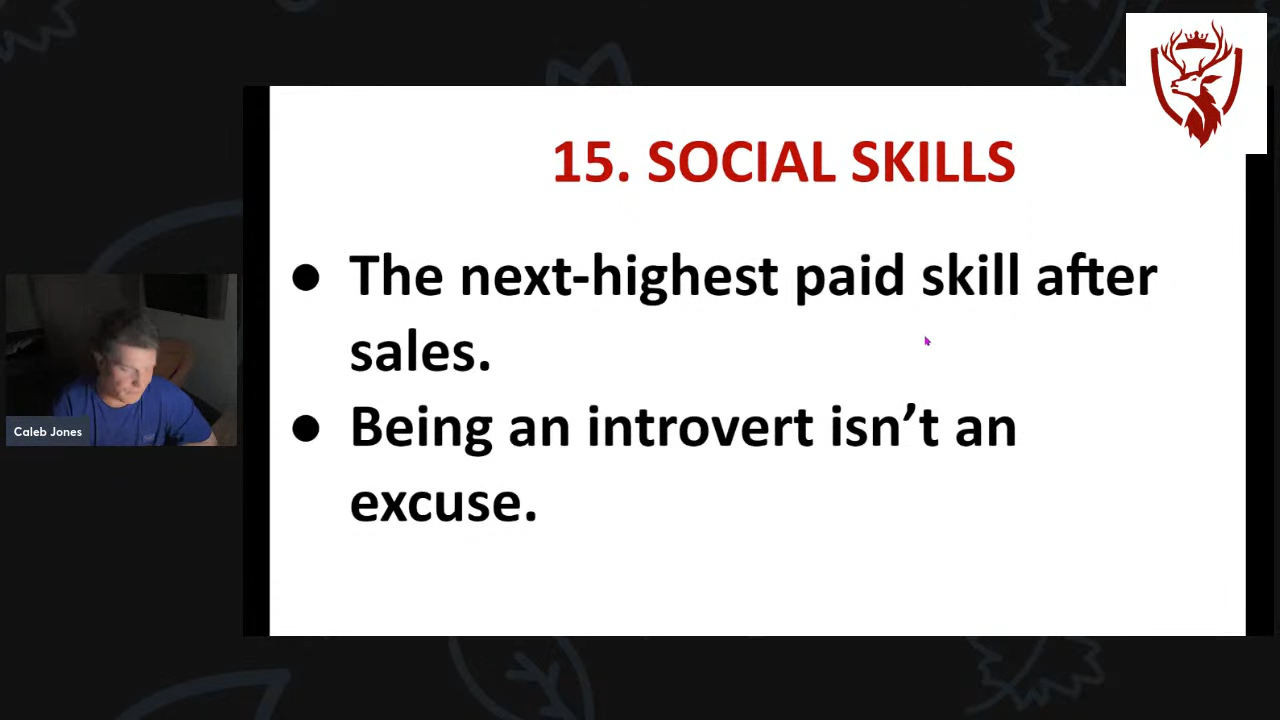 15. SOCIAL SKILLS
● The next-highest paid skill after
sales.
● Being an introvert isn’t an
excuse.
Caleb Jones